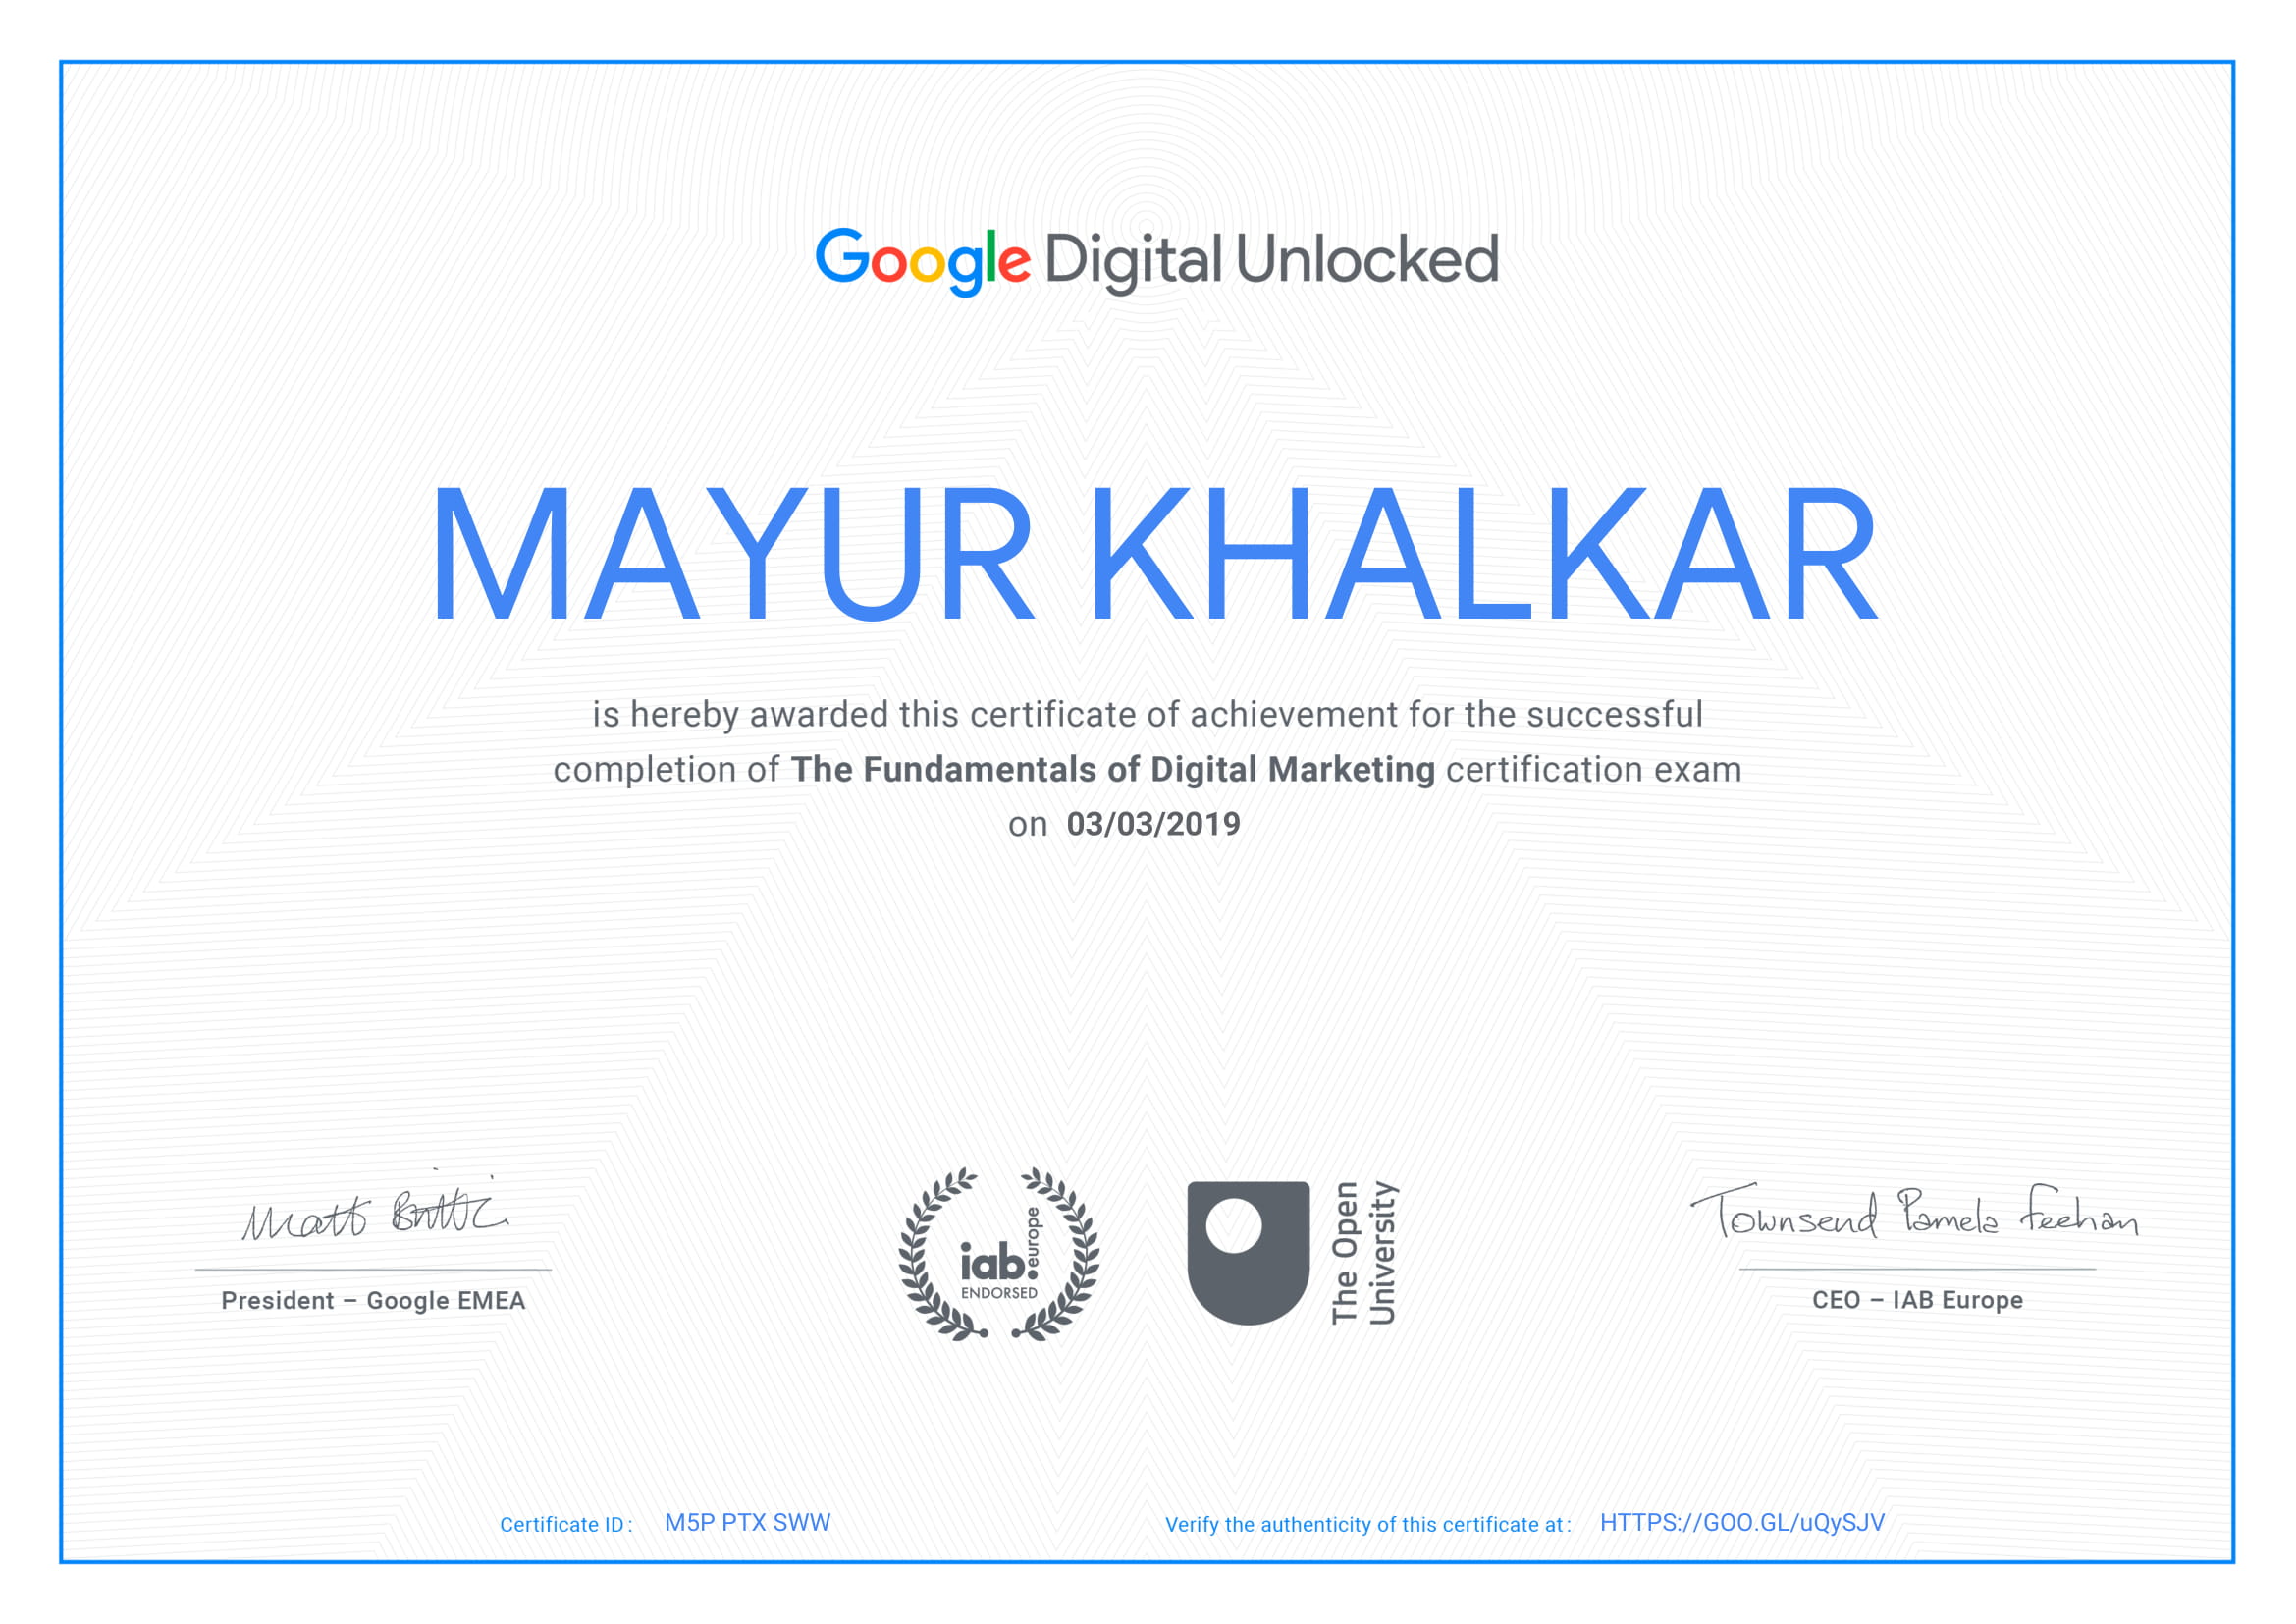 Google Digital Unlocked
MAYUR KHALKAR
is hereby awarded this certificate of achievement for the successful
completion of The Fundamentals of Digital Marketing certification exam
on 03/03/2019
Matt Brittin
President – Google EMEA
iab.europe
ENDORSED
The Open
University
Townsend Pamela Feehan
CEO – IAB Europe
Certificate ID : M5P PTX SWW
Verify the authenticity of this certificate at : HTTPS://GOO.GL/uQySJV